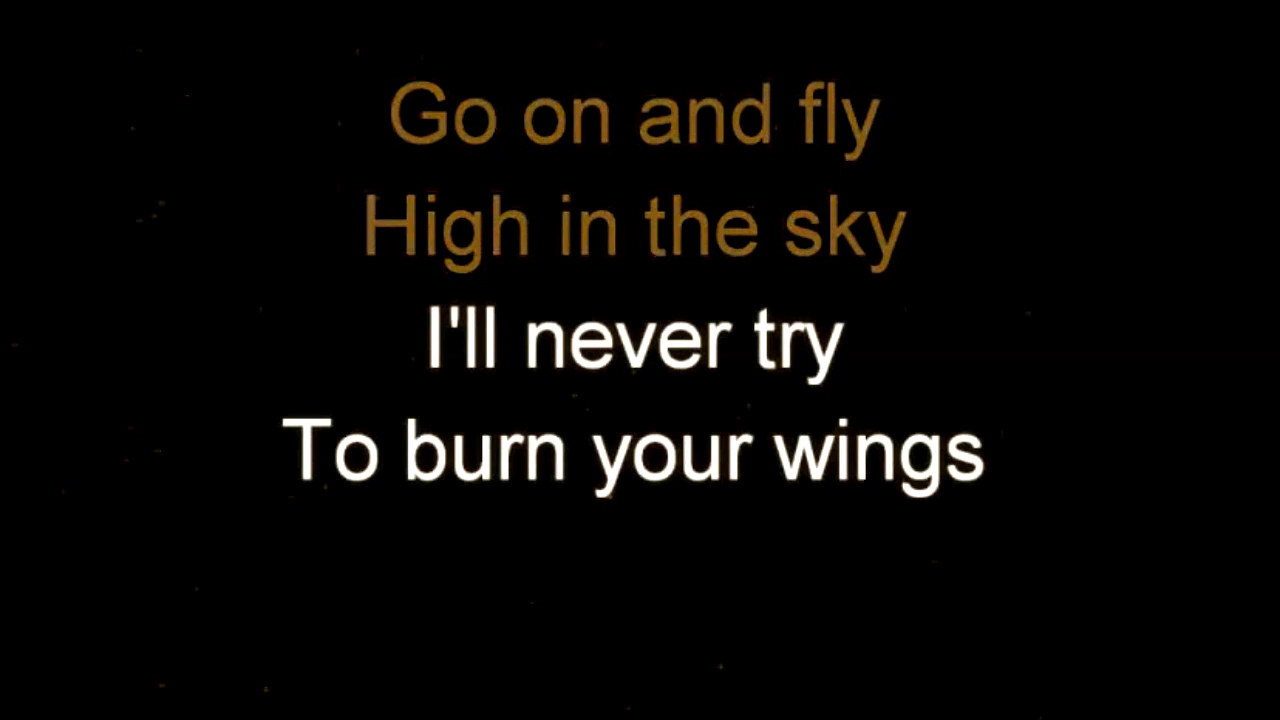 Go on and fly
High in the sky
I'll never try
To burn your wings